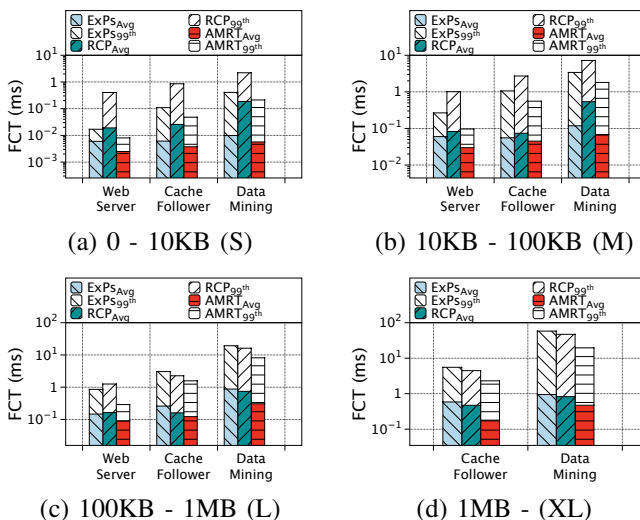 ExPs_Avg RCP_99th
ExPs_99th AMRT_Avg
RCP_Avg AMRT_99th
FCT (ms)
10^1
1
10^−1
10^−2
10^−3
Web Server
Cache Follower
Data Mining
(a) 0 - 10KB (S)
ExPs_Avg RCP_99th
ExPs_99th AMRT_Avg
RCP_Avg AMRT_99th
FCT (ms)
10^1
1
10^−1
10^−2
Web Server
Cache Follower
Data Mining
(b) 10KB - 100KB (M)
ExPs_Avg RCP_99th
ExPs_99th AMRT_Avg
RCP_Avg AMRT_99th
FCT (ms)
10^2
10^1
1
10^−1
Web Server
Cache Follower
Data Mining
(c) 100KB - 1MB (L)
ExPs_Avg RCP_99th
ExPs_99th AMRT_Avg
RCP_Avg AMRT_99th
FCT (ms)
10^2
10^1
1
10^−1
Cache Follower
Data Mining
(d) 1MB - (XL)